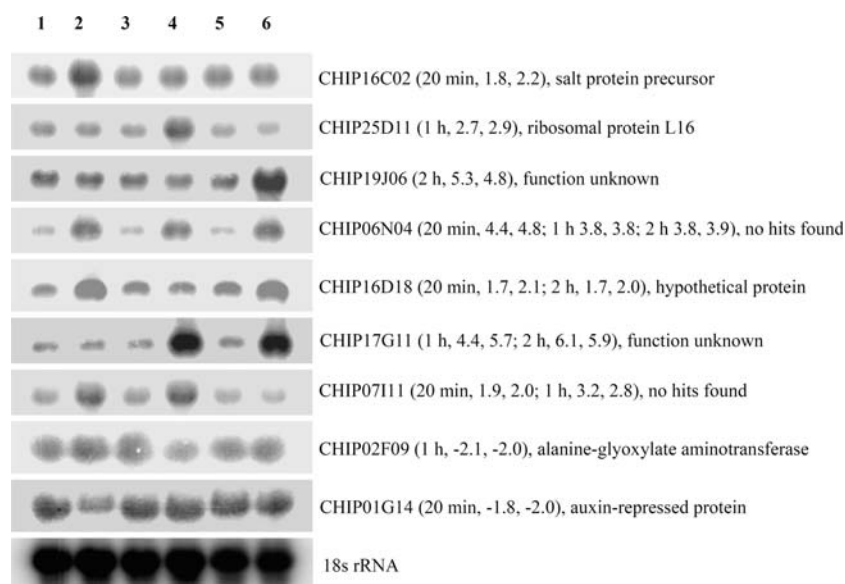 1 2 3 4 5 6
CHIP16C02 (20 min, 1.8, 2.2), salt protein precursor
CHIP25D11 (1 h, 2.7, 2.9), ribosomal protein L16
CHIP19J06 (2 h, 5.3, 4.8), function unknown
CHIP06N04 (20 min, 4.4, 4.8; 1 h 3.8, 3.8; 2 h 3.8, 3.9), no hits found
CHIP16D18 (20 min, 1.7, 2.1; 2 h, 1.7, 2.0), hypothetical protein
CHIP17G11 (1 h, 4.4, 5.7; 2 h, 6.1, 5.9), function unknown
CHIP07I11 (20 min, 1.9, 2.0; 1 h, 3.2, 2.8), no hits found
CHIP02F09 (1 h, -2.1, -2.0), alanine-glyoxylate aminotransferase
CHIP01G14 (20 min, -1.8, -2.0), auxin-repressed protein
18s rRNA